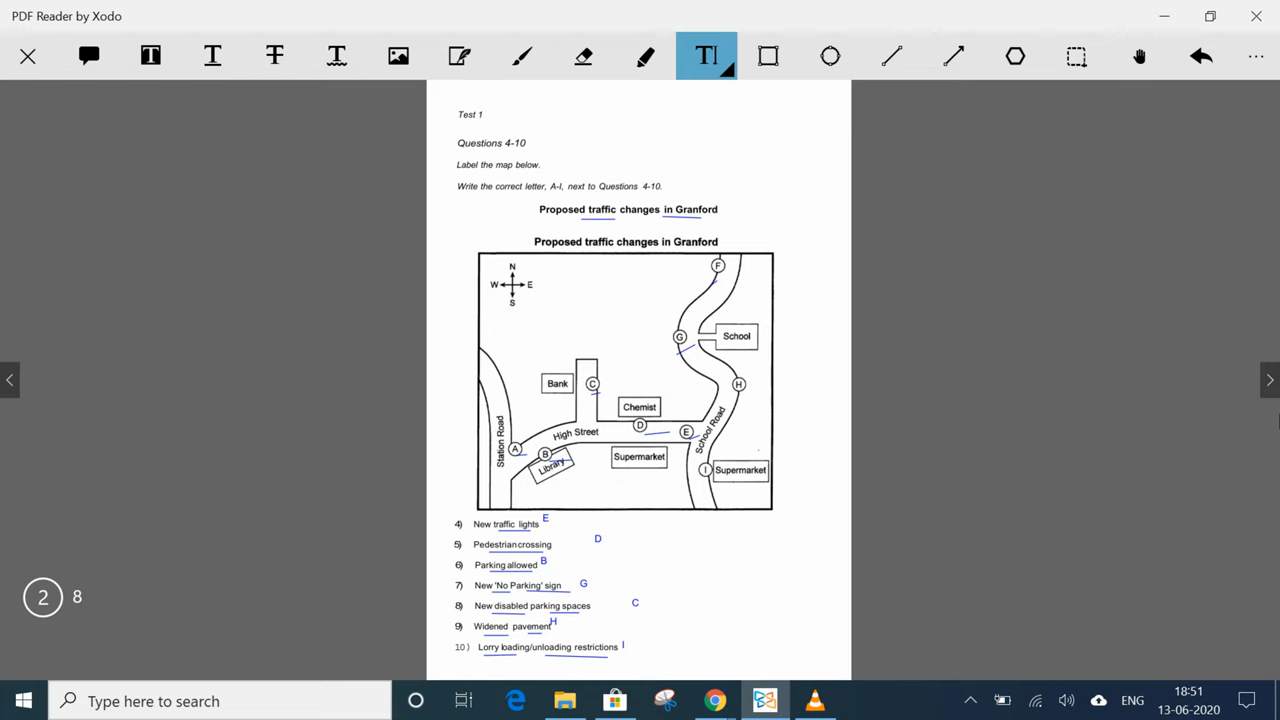 PDF Reader by Xodo
T T T T TI
Test 1
Questions 4-10
Label the map below.
Write the correct letter, A-I, next to Questions 4-10.
Proposed traffic changes in Granford
Proposed traffic changes in Granford
N
W E
S
F
G
School
Bank
C
H
Chemist
D
E
High Street
School Road
Station Road
A
B
Library
Supermarket
I
Supermarket
4) New traffic lights E
5) Pedestrian crossing D
6) Parking allowed B
7) New 'No Parking' sign G
8) New disabled parking spaces C
9) Widened pavement H
10) Lorry loading/unloading restrictions I
2 8
Type here to search
ENG
18:51
13-06-2020